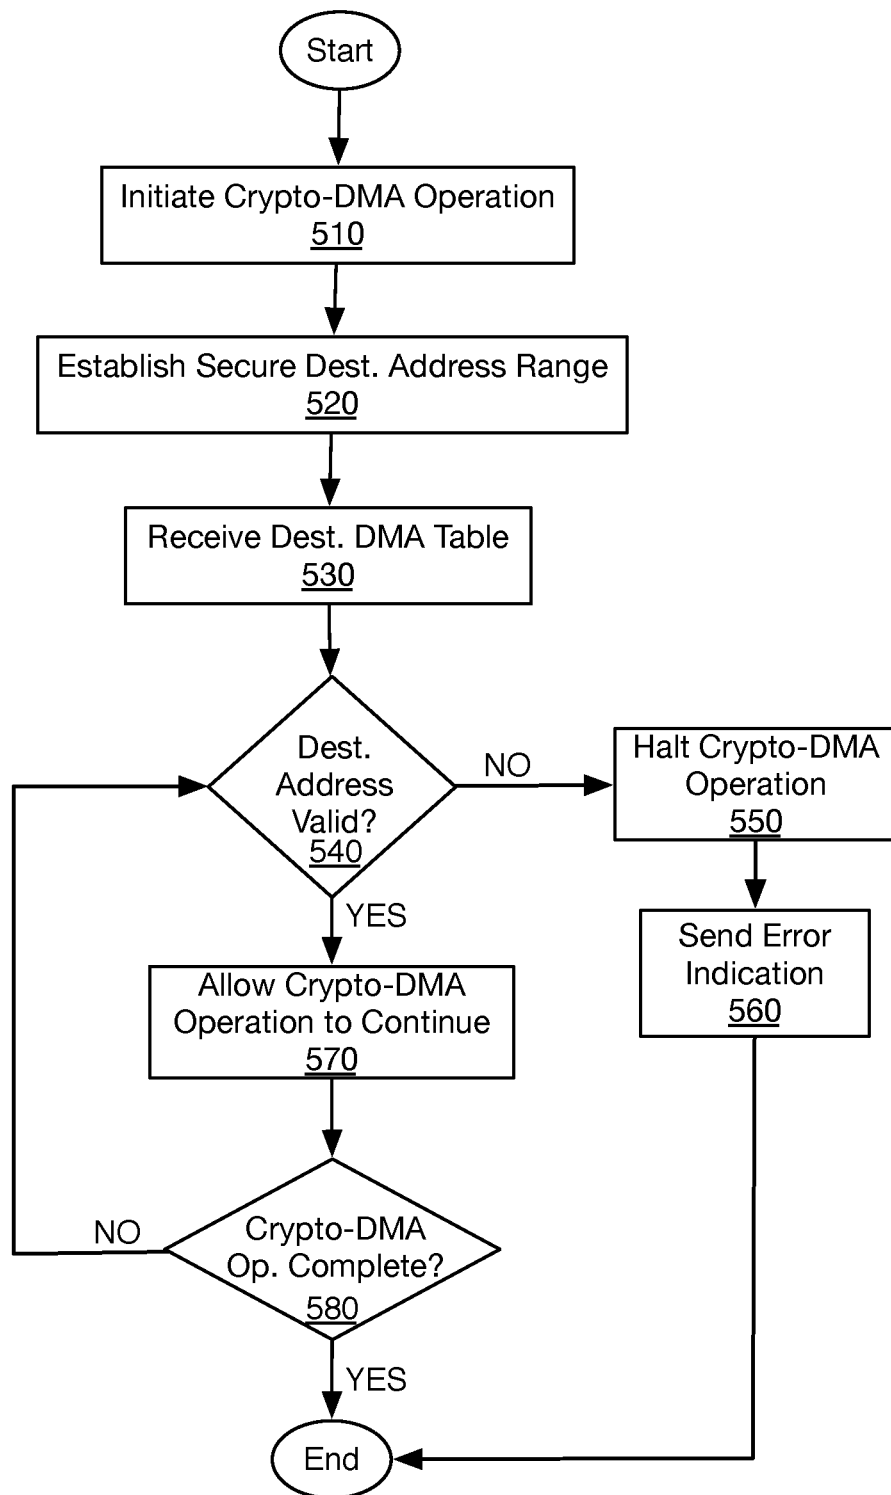 Start
Initiate Crypto-DMA Operation
510
Establish Secure Dest. Address Range
520
Receive Dest. DMA Table
530
Dest.
Address
Valid?
540
NO
Halt Crypto-DMA
Operation
550
YES
Send Error
Indication
560
Allow Crypto-DMA
Operation to Continue
570
NO
Crypto-DMA
Op. Complete?
580
YES
End